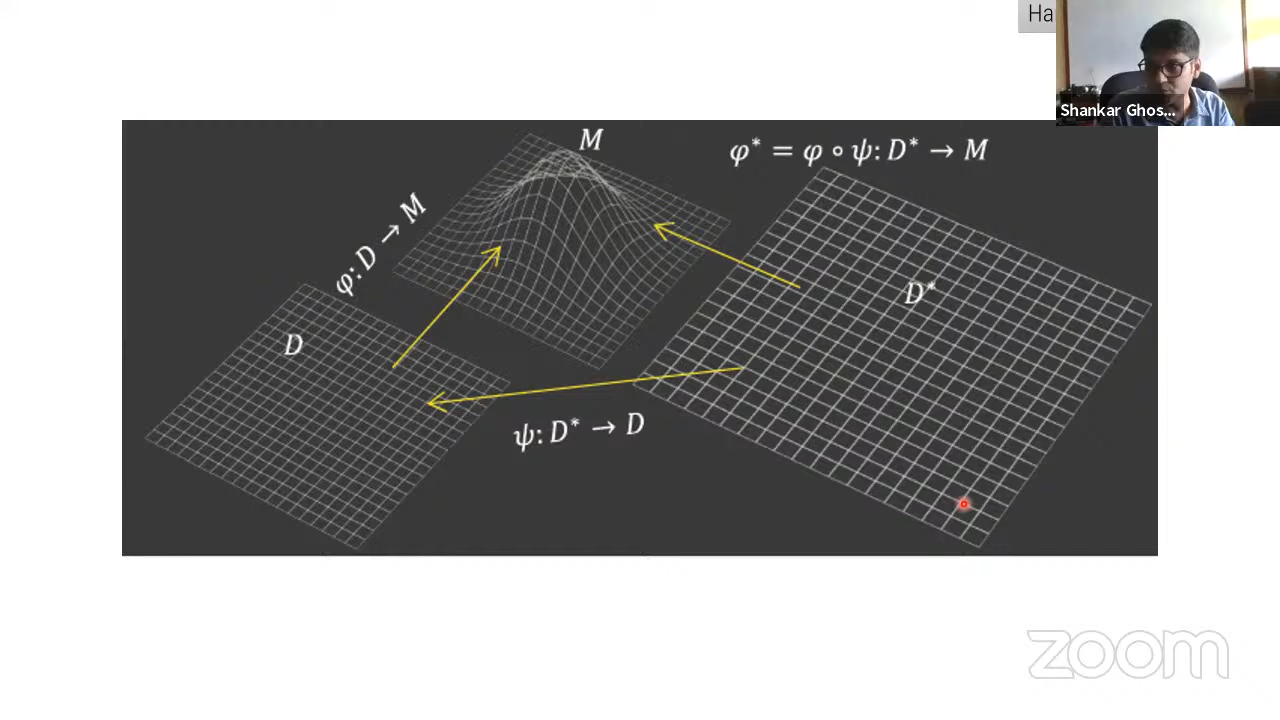 Ha
Shankar Ghos...
M
φ* = φ ∘ ψ: D* → M
φ: D → M
D*
D
ψ: D* → D
zoom